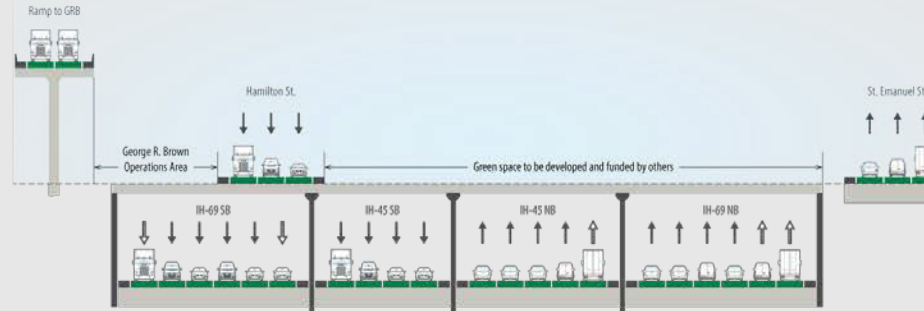 Ramp to GRB
Hamilton St.
St. Emanuel St
George R. Brown
Operations Area
Green space to be developed and funded by others
IH-69 SB
IH-45 SB
IH-45 NB
IH-69 NB